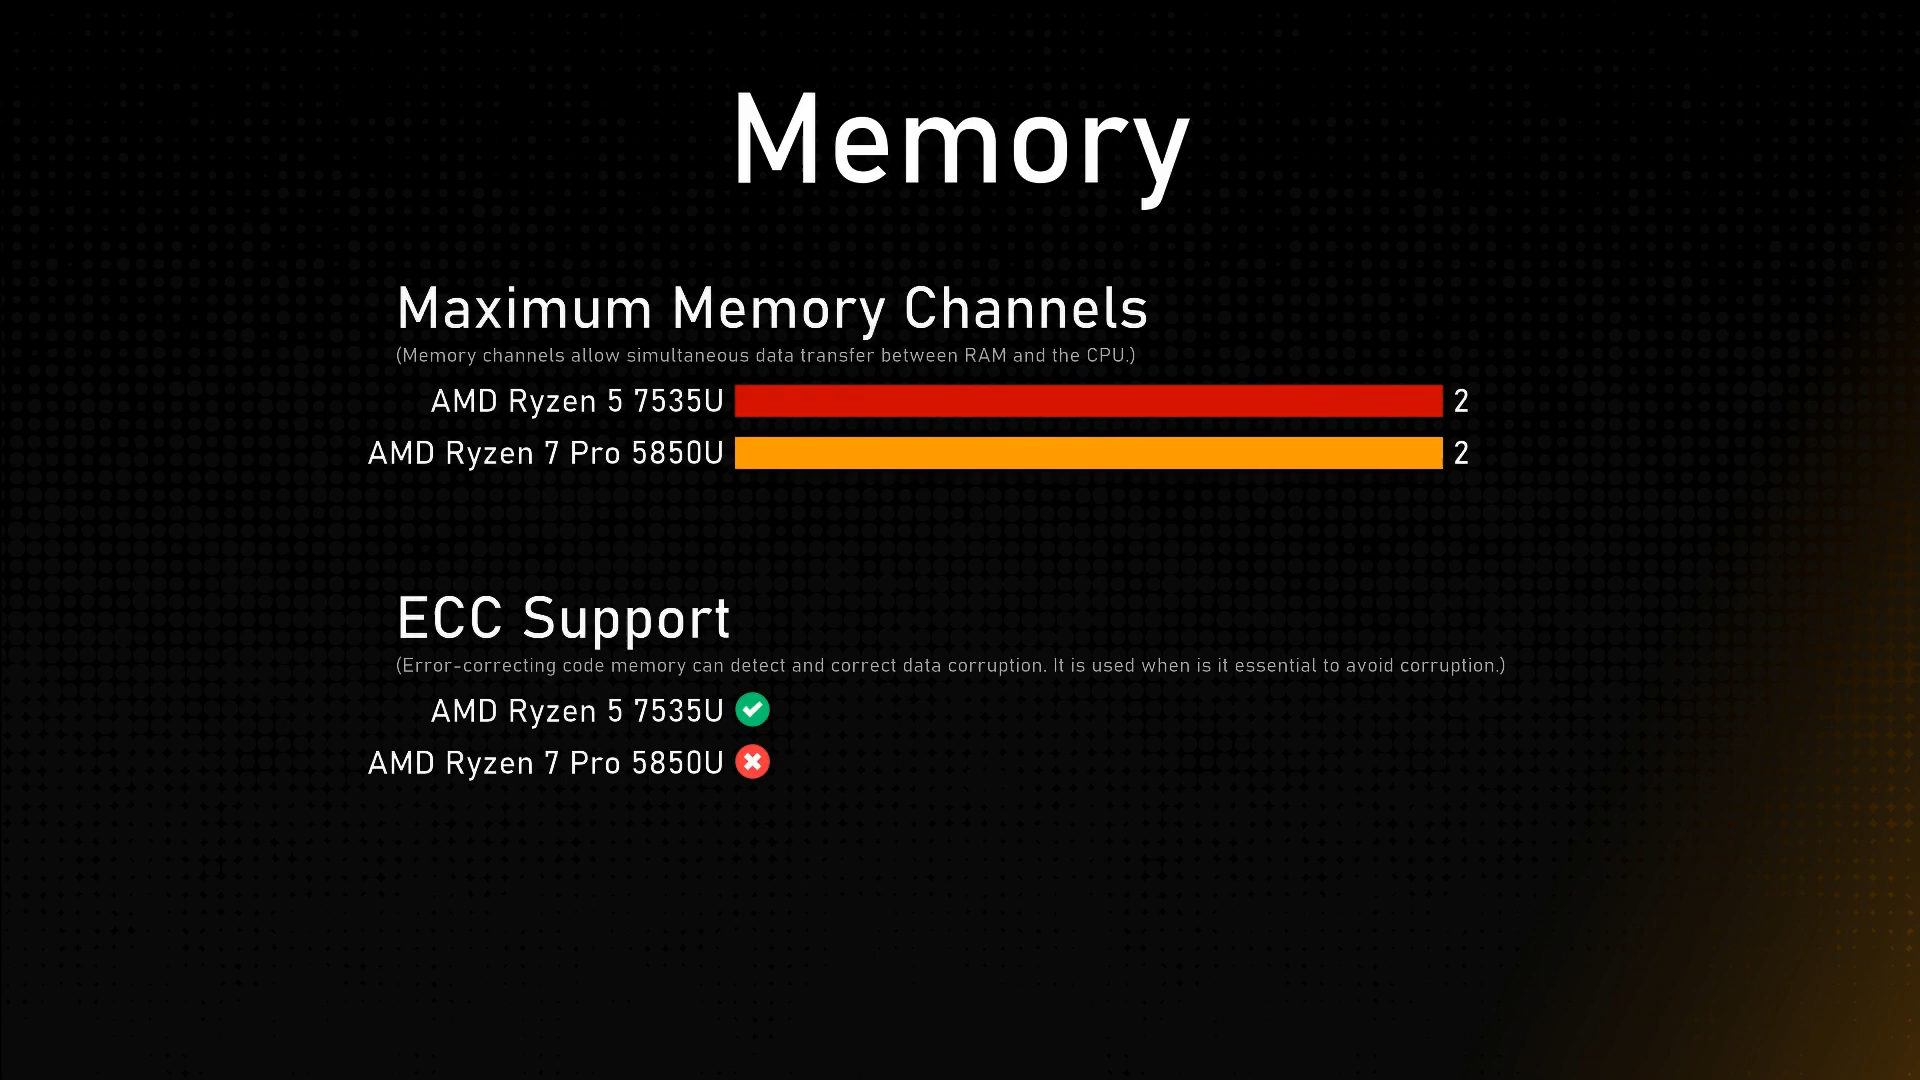 Memory
Maximum Memory Channels
(Memory channels allow simultaneous data transfer between RAM and the CPU.)
AMD Ryzen 5 7535U 2
AMD Ryzen 7 Pro 5850U 2
ECC Support
(Error-correcting code memory can detect and correct data corruption. It is used when is it essential to avoid corruption.)
AMD Ryzen 5 7535U
AMD Ryzen 7 Pro 5850U